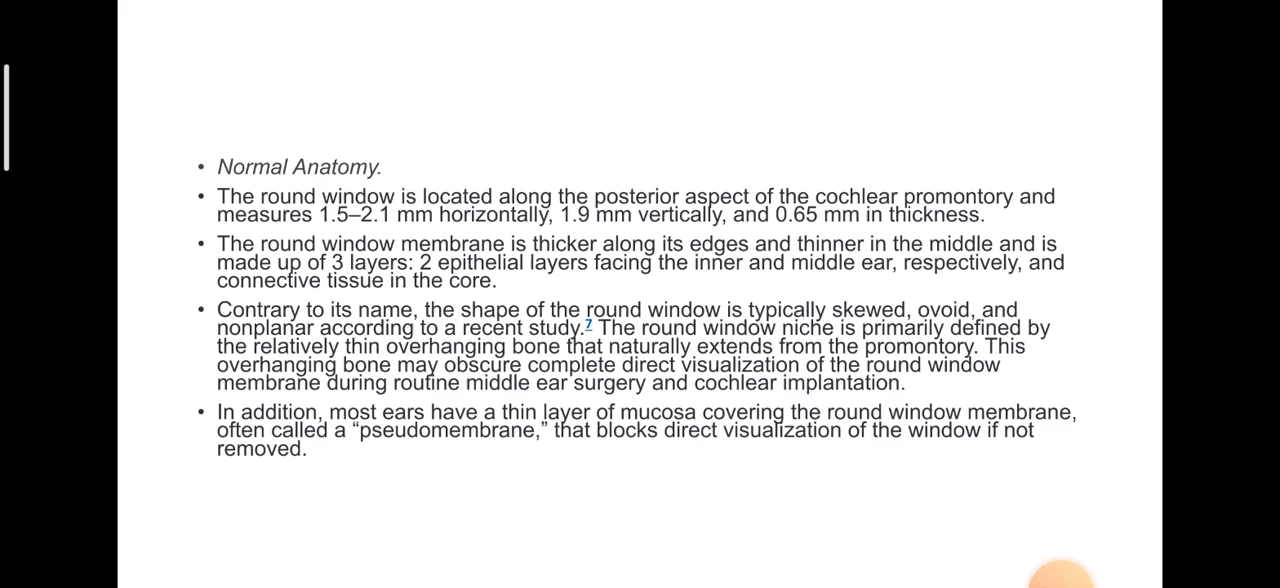 • Normal Anatomy.
• The round window is located along the posterior aspect of the cochlear promontory and
measures 1.5–2.1 mm horizontally, 1.9 mm vertically, and 0.65 mm in thickness.
• The round window membrane is thicker along its edges and thinner in the middle and is
made up of 3 layers: 2 epithelial layers facing the inner and middle ear, respectively, and
connective tissue in the core.
• Contrary to its name, the shape of the round window is typically skewed, ovoid, and
nonplanar according to a recent study.7 The round window niche is primarily defined by
the relatively thin overhanging bone that naturally extends from the promontory. This
overhanging bone may obscure complete direct visualization of the round window
membrane during routine middle ear surgery and cochlear implantation.
• In addition, most ears have a thin layer of mucosa covering the round window membrane,
often called a “pseudomembrane,” that blocks direct visualization of the window if not
removed.